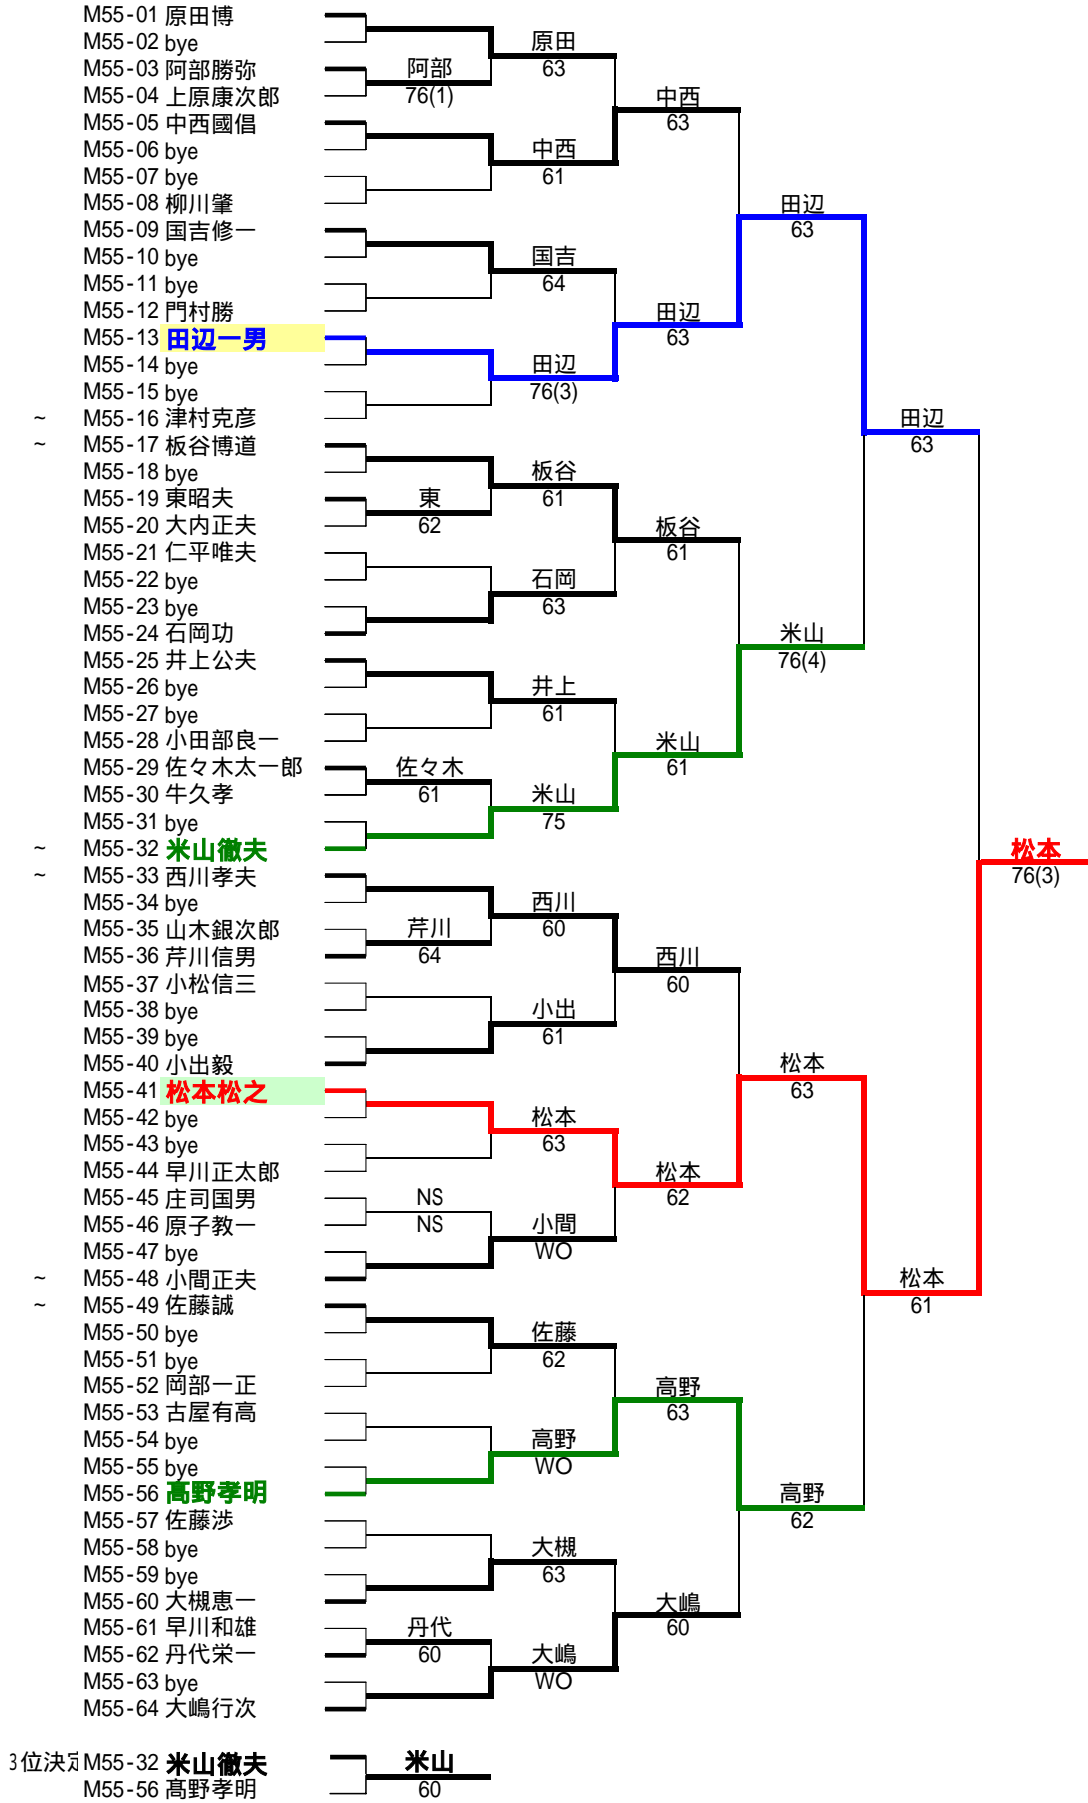 M55-01 原田博
M55-02 bye
原田
63
M55-03 阿部勝弥
阿部
76(1)
M55-04 上原康次郎
中西
63
M55-05 中西國倡
M55-06 bye
中西
61
M55-07 bye
M55-08 柳川肇
田辺
63
M55-09 国吉修一
M55-10 bye
国吉
64
M55-11 bye
M55-12 門村勝
田辺
63
M55-13 田辺一男
M55-14 bye
田辺
76(3)
M55-15 bye
~ M55-16 津村克彦
田辺
63
~ M55-17 板谷博道
M55-18 bye
板谷
61
M55-19 東昭夫
東
62
M55-20 大内正夫
板谷
61
M55-21 仁平唯夫
M55-22 bye
石岡
63
M55-23 bye
M55-24 石岡功
米山
76(4)
M55-25 井上公夫
M55-26 bye
井上
61
M55-27 bye
M55-28 小田部良一
米山
61
M55-29 佐々木太一郎
佐々木
61
M55-30 牛久孝
米山
75
M55-31 bye
~ M55-32 米山徹夫
松本
76(3)
~ M55-33 西川孝夫
M55-34 bye
西川
60
M55-35 山木銀次郎
芹川
64
M55-36 芹川信男
西川
60
M55-37 小松信三
M55-38 bye
小出
61
M55-39 bye
M55-40 小出毅
松本
63
M55-41 松本松之
M55-42 bye
松本
63
M55-43 bye
M55-44 早川正太郎
松本
62
M55-45 庄司国男
NS
NS
M55-46 原子教一
小間
WO
M55-47 bye
~ M55-48 小間正夫
松本
61
~ M55-49 佐藤誠
M55-50 bye
佐藤
62
M55-51 bye
M55-52 岡部一正
高野
63
M55-53 古屋有高
M55-54 bye
高野
WO
M55-55 bye
M55-56 髙野孝明
高野
62
M55-57 佐藤渉
M55-58 bye
大槻
63
M55-59 bye
M55-60 大槻恵一
大嶋
60
M55-61 早川和雄
丹代
60
M55-62 丹代栄一
大嶋
WO
M55-63 bye
M55-64 大嶋行次
3位決定 M55-32 米山徹夫
米山
60
M55-56 髙野孝明